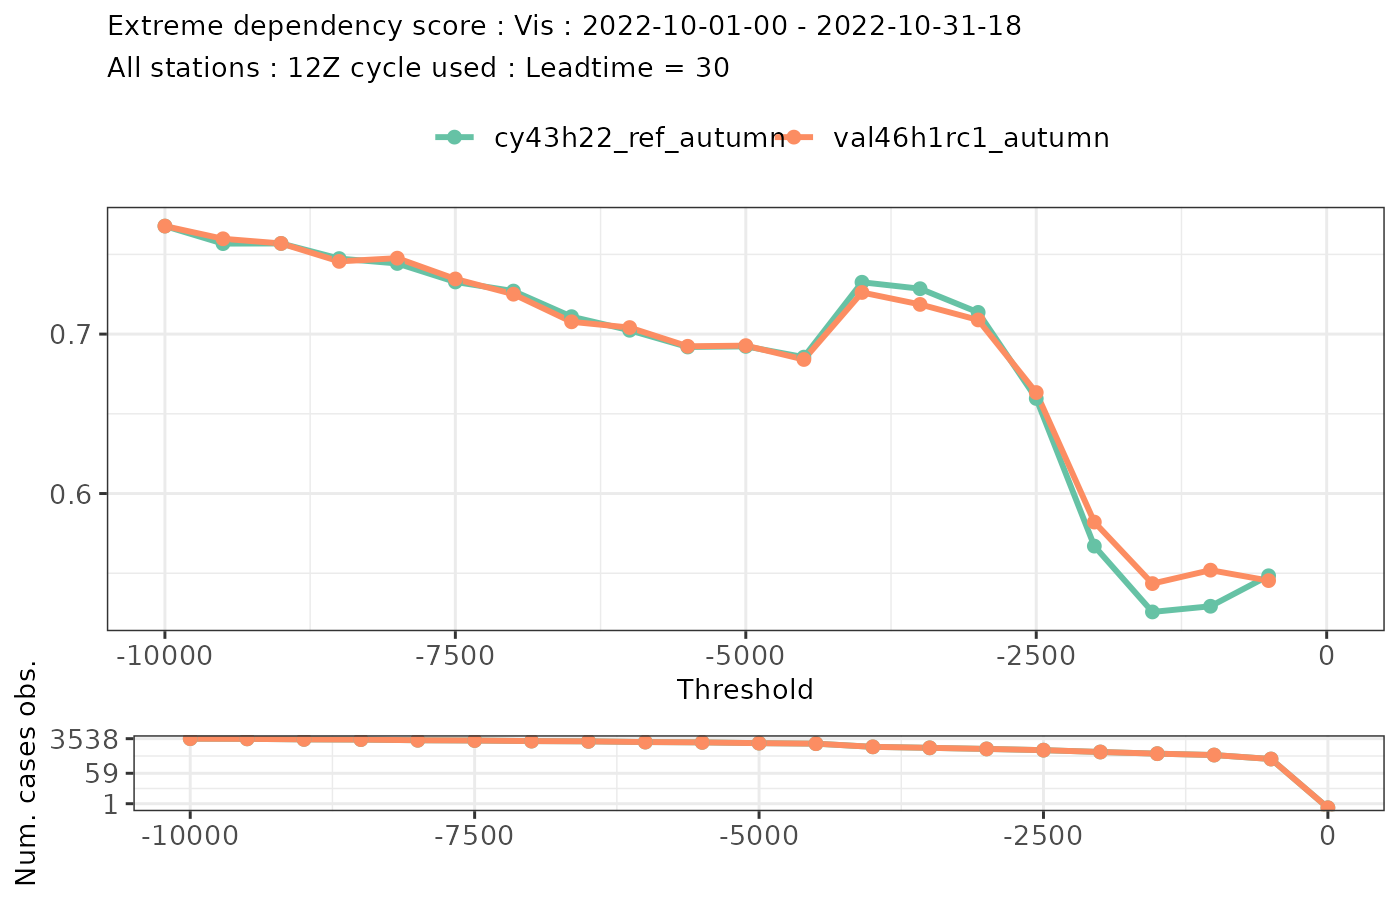 Extreme dependency score : Vis : 2022-10-01-00 - 2022-10-31-18
All stations : 12Z cycle used : Leadtime = 30
cy43h22_ref_autumn val46h1rc1_autumn
0.7
0.6
-10000 -7500 -5000 -2500 0
Threshold
Num. cases obs.
3538
59
1
-10000 -7500 -5000 -2500 0